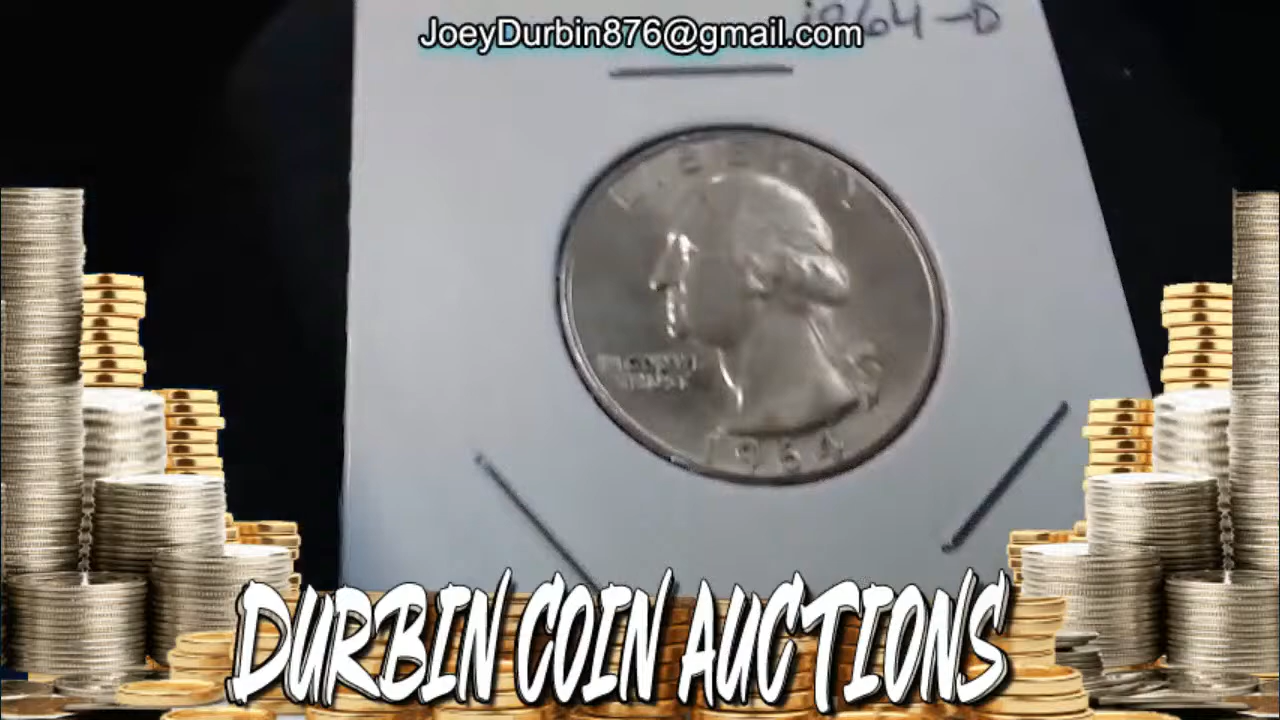 JoeyDurbin876@gmail.com
1964-D
LIBERTY
IN GOD WE
TRUST
1964
DURBIN COIN AUCTIONS